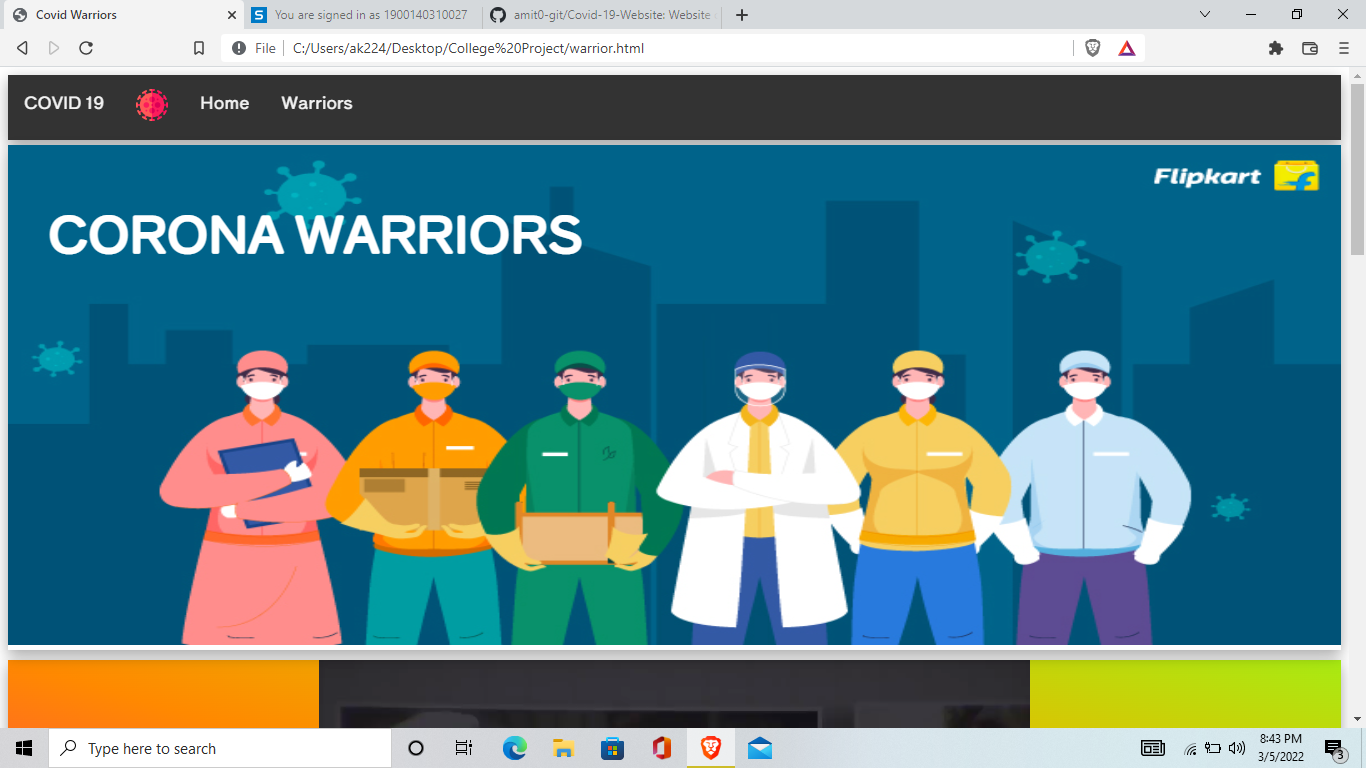 Covid Warriors
You are signed in as 1900140310027
amit0-git/Covid-19-Website: Website
File
C:/Users/ak224/Desktop/College%20Project/warrior.html
COVID 19
Home
Warriors
Flipkart
CORONA WARRIORS
Type here to search
8:43 PM
3/5/2022
3